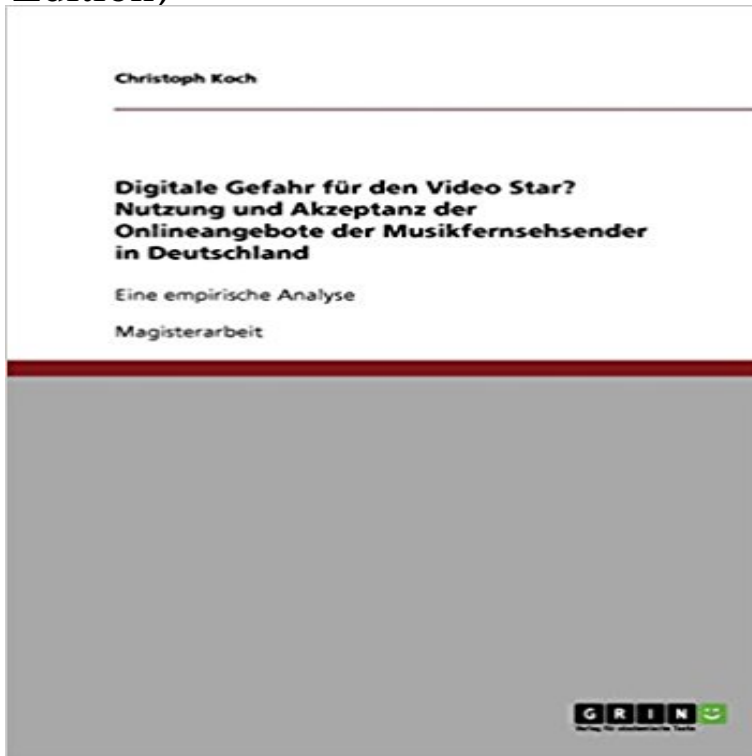 Christoph Koch
Digitale Gefahr für den Video Star?
Nutzung und Akzeptanz der
Onlineangebote der Musikfernsehsender
in Deutschland
Eine empirische Analyse
Magisterarbeit
GRIN